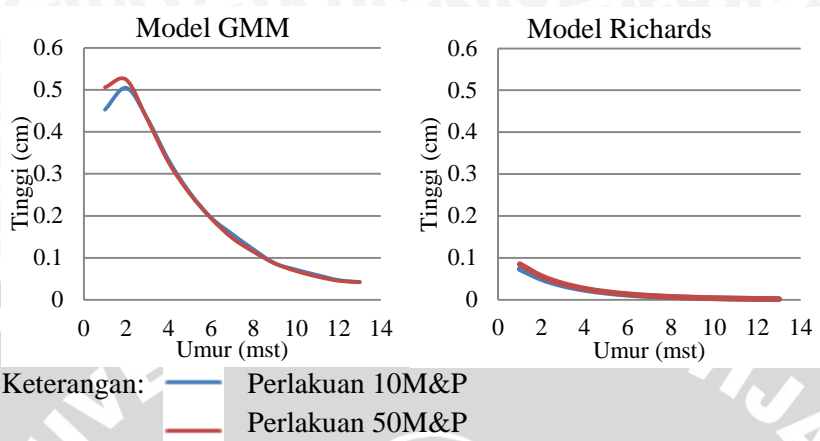 Model GMM
0.6
0.5
0.4
0.3
0.2
0.1
0
Tinggi (cm)
0 2 4 6 8 10 12 14
Umur (mst)
Model Richards
0.6
0.5
0.4
0.3
0.2
0.1
0
Tinggi (cm)
0 2 4 6 8 10 12 14
Umur (mst)
Keterangan:
Perlakuan 10M&P
Perlakuan 50M&P